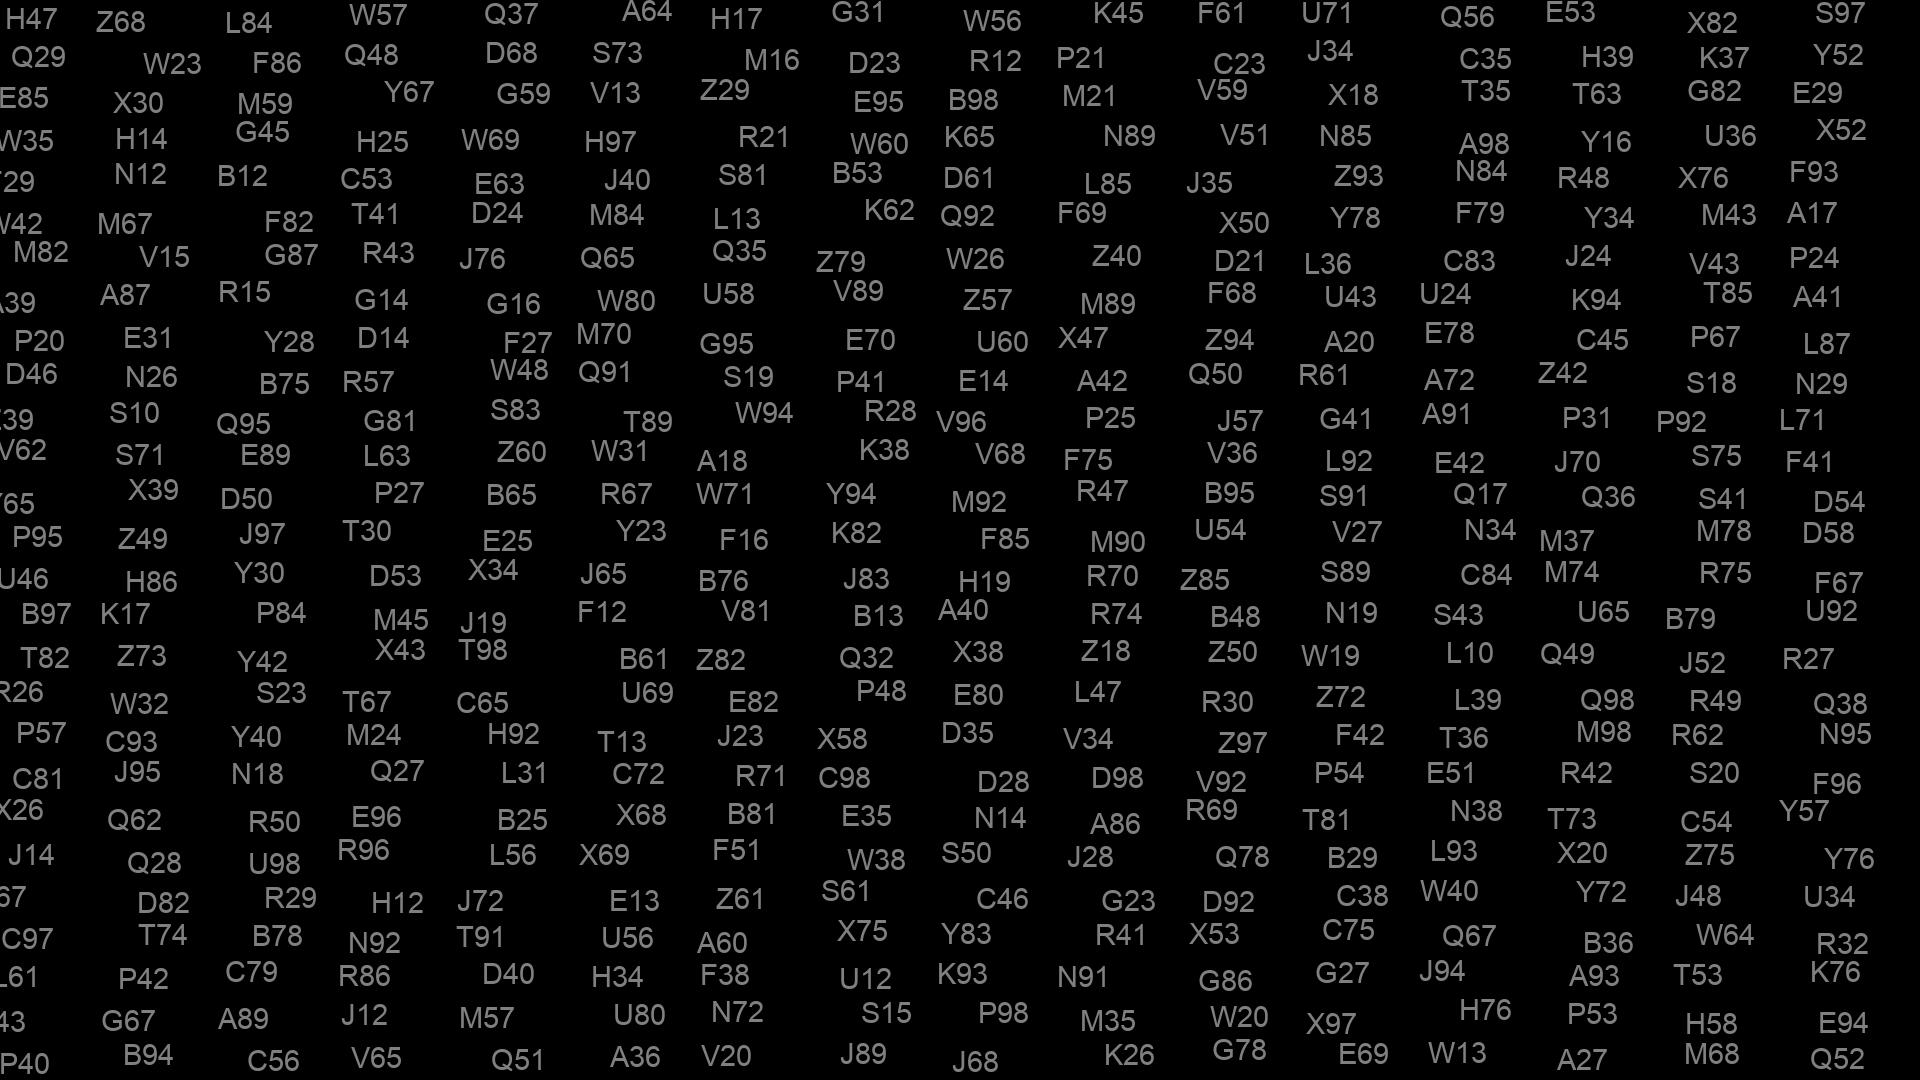 H47 Z68 L84 W57 Q37 A64 H17 G31 W56 K45 F61 U71 Q56 E53 X82 S97
Q29 W23 F86 Q48 D68 S73 M16 D23 R12 P21 C23 J34 C35 H39 K37 Y52
E85 X30 M59 Y67 G59 V13 Z29 E95 B98 M21 V59 X18 T35 T63 G82 E29
W35 H14 G45 H25 W69 H97 R21 W60 K65 N89 V51 N85 A98 Y16 U36 X52
29 N12 B12 C53 E63 J40 S81 B53 D61 L85 J35 Z93 N84 R48 X76 F93
W42 M67 F82 T41 D24 M84 L13 K62 Q92 F69 X50 Y78 F79 Y34 M43 A17
M82 V15 G87 R43 J76 Q65 Q35 Z79 W26 Z40 D21 L36 C83 J24 V43 P24
A39 A87 R15 G14 G16 W80 U58 V89 Z57 M89 F68 U43 U24 K94 T85 A41
P20 E31 Y28 D14 F27 M70 G95 E70 U60 X47 Z94 A20 E78 C45 P67 L87
D46 N26 B75 R57 W48 Q91 S19 P41 E14 A42 Q50 R61 A72 Z42 S18 N29
39 S10 Q95 G81 S83 T89 W94 R28 V96 P25 J57 G41 A91 P31 P92 L71
V62 S71 E89 L63 Z60 W31 A18 K38 V68 F75 V36 L92 E42 J70 S75 F41
Y65 X39 D50 P27 B65 R67 W71 Y94 M92 R47 B95 S91 Q17 Q36 S41 D54
P95 Z49 J97 T30 E25 Y23 F16 K82 F85 M90 U54 V27 N34 M37 M78 D58
U46 H86 Y30 D53 X34 J65 B76 J83 H19 R70 Z85 S89 C84 M74 R75 F67
B97 K17 P84 M45 J19 F12 V81 B13 A40 R74 B48 N19 S43 U65 B79 U92
T82 Z73 Y42 X43 T98 B61 Z82 Q32 X38 Z18 Z50 W19 L10 Q49 J52 R27
R26 W32 S23 T67 C65 U69 E82 P48 E80 L47 R30 Z72 L39 Q98 R49 Q38
P57 C93 Y40 M24 H92 T13 J23 X58 D35 V34 Z97 F42 T36 M98 R62 N95
C81 J95 N18 Q27 L31 C72 R71 C98 D28 D98 V92 P54 E51 R42 S20 F96
X26 Q62 R50 E96 B25 X68 B81 E35 N14 A86 R69 T81 N38 T73 C54 Y57
J14 Q28 U98 R96 L56 X69 F51 W38 S50 J28 Q78 B29 L93 X20 Z75 Y76
67 D82 R29 H12 J72 E13 Z61 S61 C46 G23 D92 C38 W40 Y72 J48 U34
C97 T74 B78 N92 T91 U56 A60 X75 Y83 R41 X53 C75 Q67 B36 W64 R32
L61 P42 C79 R86 D40 H34 F38 U12 K93 N91 G86 G27 J94 A93 T53 K76
43 G67 A89 J12 M57 U80 N72 S15 P98 M35 W20 X97 H76 P53 H58 E94
P40 B94 C56 V65 Q51 A36 V20 J89 J68 K26 G78 E69 W13 A27 M68 Q52